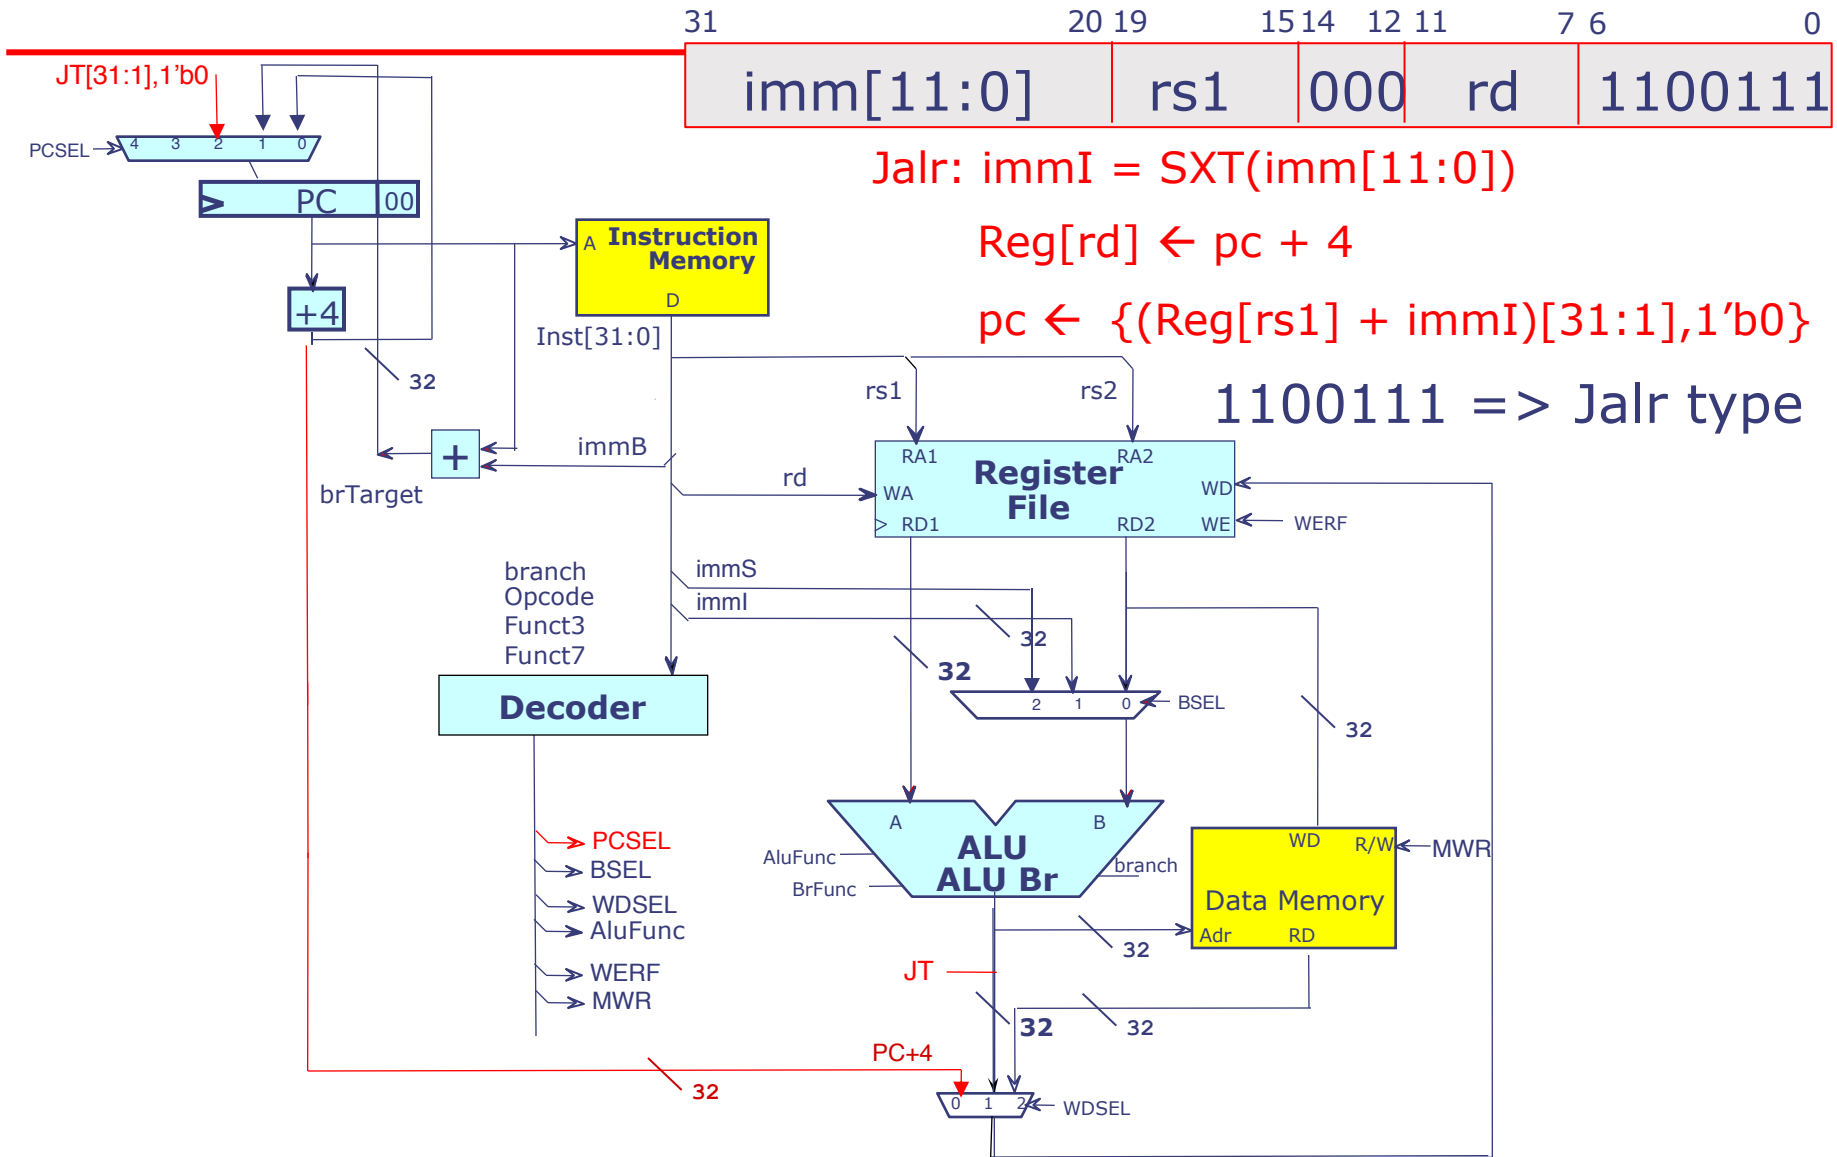 31 20 19 15 14 12 11 7 6 0
imm[11:0] rs1 000 rd 1100111
JT[31:1],1’b0
PCSEL 4 3 2 1 0
PC 00
Jalr: immI = SXT(imm[11:0])
Reg[rd] ← pc + 4
pc ← {(Reg[rs1] + immI)[31:1],1’b0}
1100111 => Jalr type
A Instruction
Memory
D
+4
Inst[31:0]
32
rs1 rs2
immB
+
brTarget
rd
RA1 RA2
Register
File
WA WD
RD1 RD2 WE
WERF
branch
Opcode
Funct3
Funct7
immS
immI
32
32
Decoder
2 1 0 BSEL
32
PCSEL
BSEL
WDSEL
AluFunc
WERF
MWR
A B
ALU
ALU Br
AluFunc
BrFunc
branch
WD R/W MWR
Data Memory
Adr RD
32
JT
32
32
PC+4
32
0 1 2 WDSEL